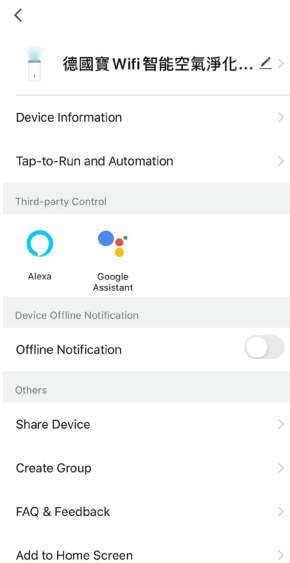 德國寶Wifi智能空氣淨化...
Device Information
Tap-to-Run and Automation
Third-party Control
Alexa
Google
Assistant
Device Offline Notification
Offline Notification
Others
Share Device
Create Group
FAQ & Feedback
Add to Home Screen